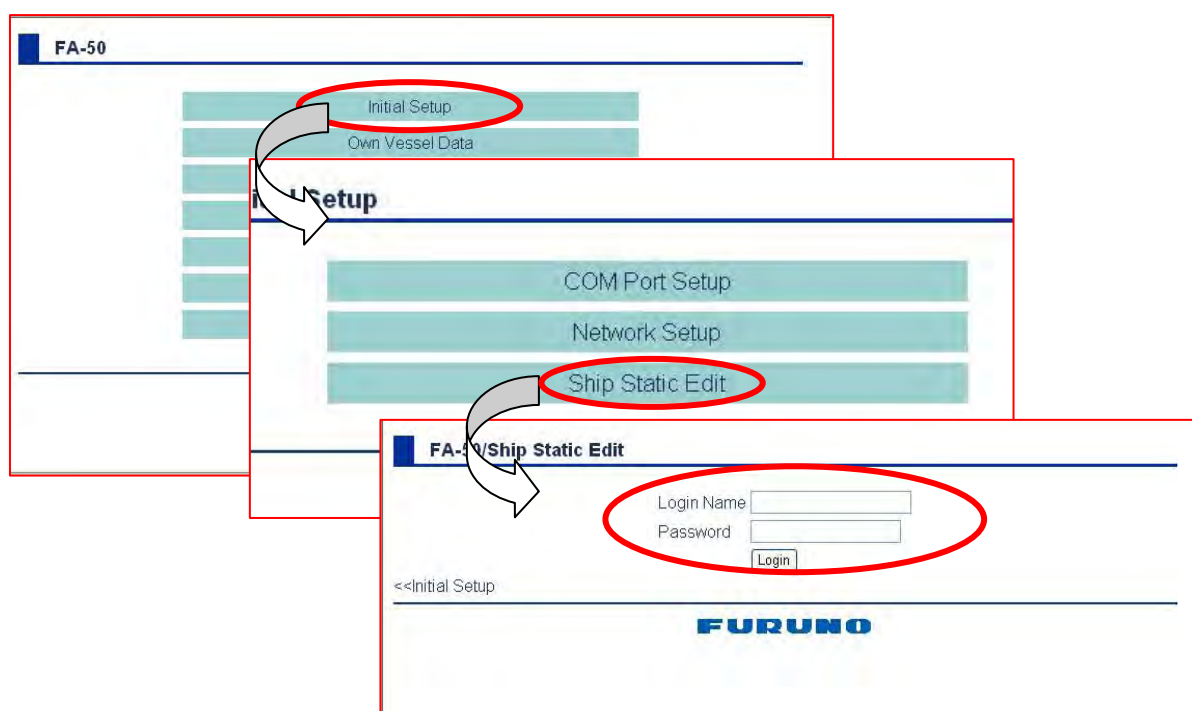 FA-50
Initial Setup
Own Vessel Data
Setup
COM Port Setup
Network Setup
Ship Static Edit
FA-50/Ship Static Edit
Login Name
Password
Login
<<Initial Setup
FURUNO